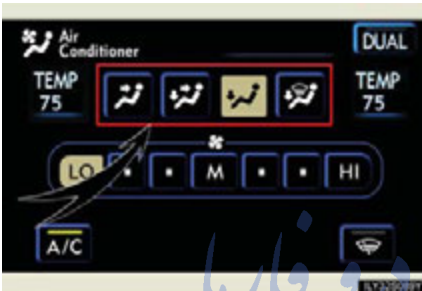 Air
Conditioner
DUAL
TEMP
75
TEMP
75
LO
M
HI
A/C